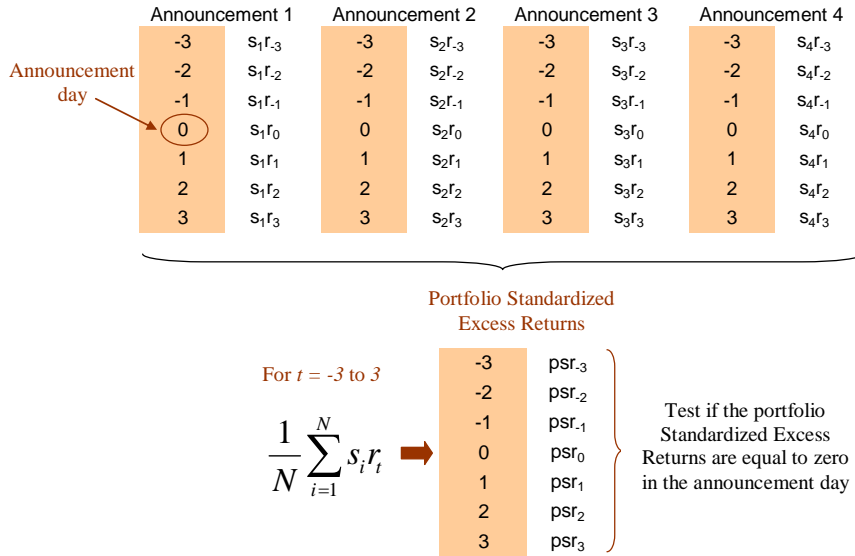 Announcement 1 Announcement 2 Announcement 3 Announcement 4
Announcement
day
-3 s₁r₋₃ -3 s₂r₋₃ -3 s₃r₋₃ -3 s₄r₋₃
-2 s₁r₋₂ -2 s₂r₋₂ -2 s₃r₋₂ -2 s₄r₋₂
-1 s₁r₋₁ -1 s₂r₋₁ -1 s₃r₋₁ -1 s₄r₋₁
0 s₁r₀ 0 s₂r₀ 0 s₃r₀ 0 s₄r₀
1 s₁r₁ 1 s₂r₁ 1 s₃r₁ 1 s₄r₁
2 s₁r₂ 2 s₂r₂ 2 s₃r₂ 2 s₄r₂
3 s₁r₃ 3 s₂r₃ 3 s₃r₃ 3 s₄r₃
Portfolio Standardized
Excess Returns
For t = -3 to 3
1/N ∑ᵢ₌₁ᴺ sᵢrₜ
-3 psr₋₃
-2 psr₋₂
-1 psr₋₁
0 psr₀
1 psr₁
2 psr₂
3 psr₃
Test if the portfolio
Standardized Excess
Returns are equal to zero
in the announcement day